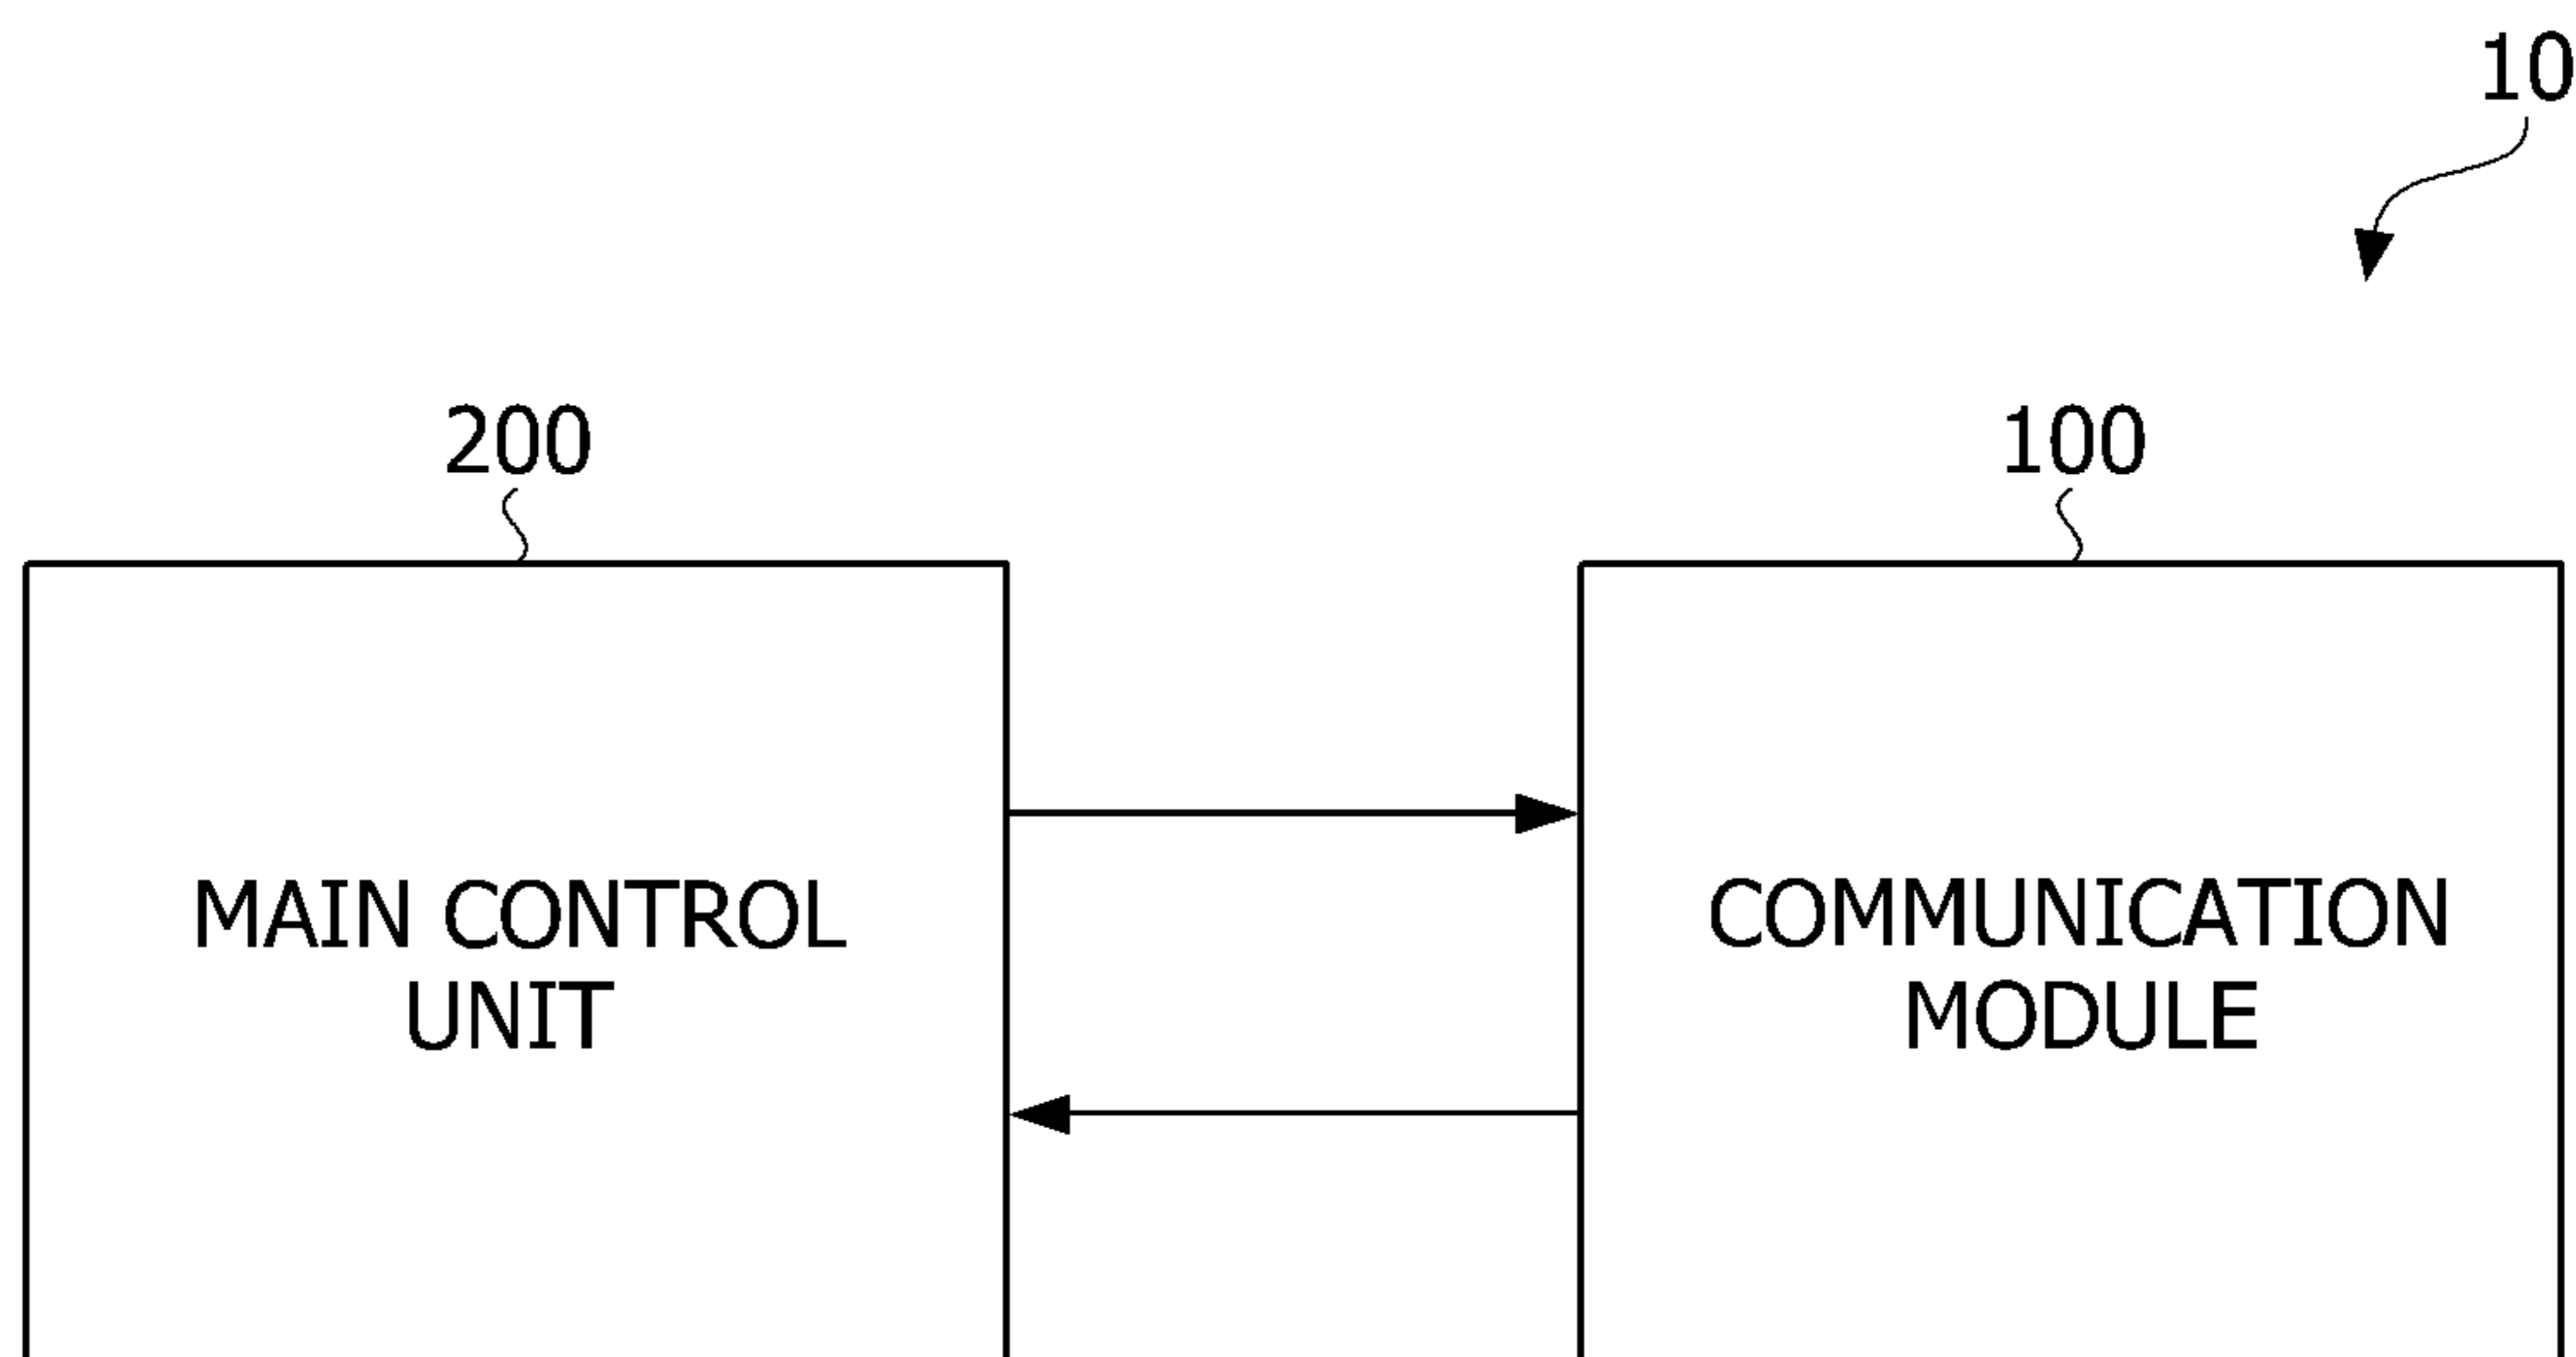 10
200
100
MAIN CONTROL
UNIT
COMMUNICATION
MODULE